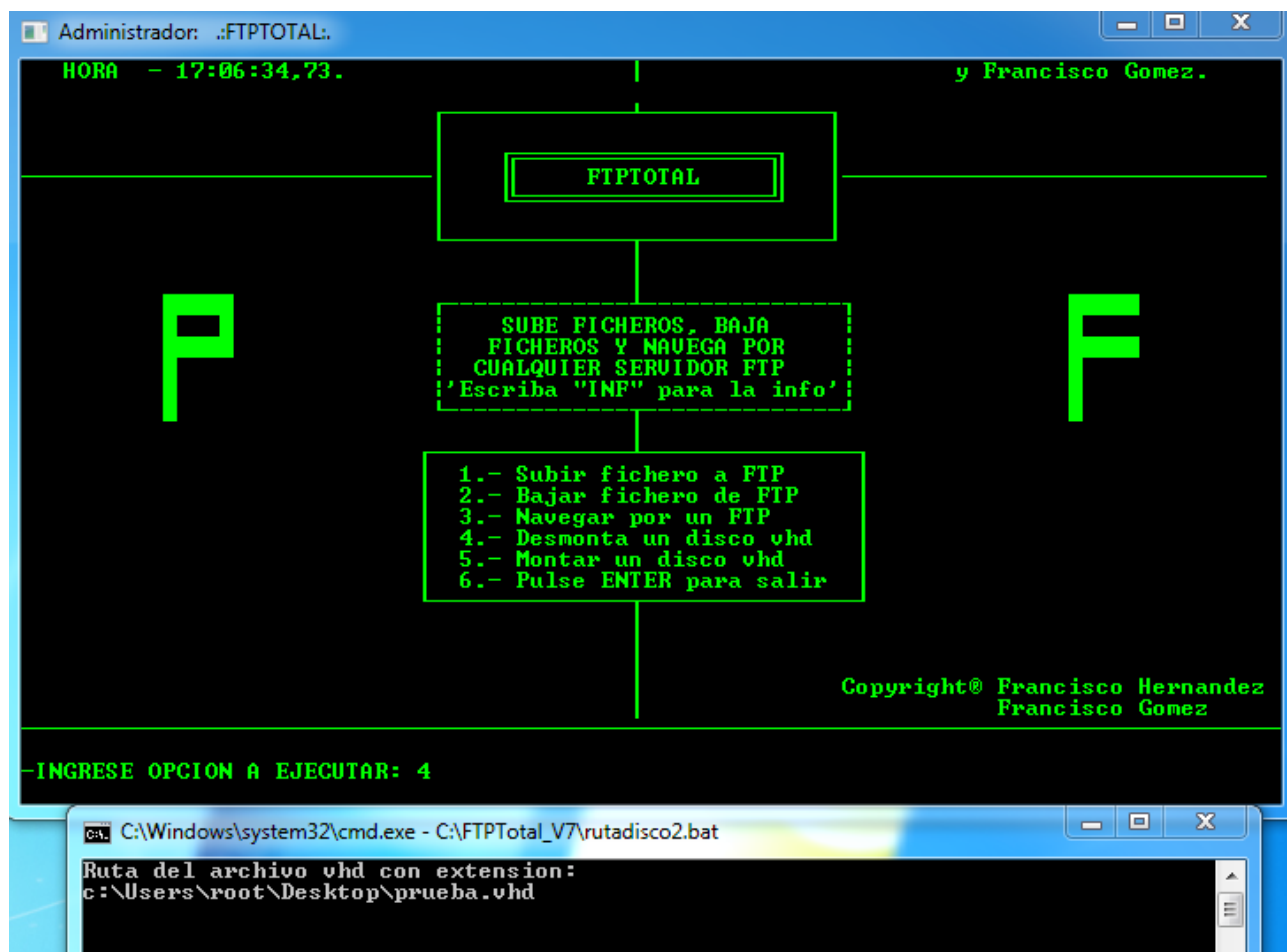 Administrador:   .:FTPTOTAL:.
HORA  - 17:06:34,73.
y Francisco Gomez.
FTPTOTAL
P
F
SUBE FICHEROS, BAJA
FICHEROS Y NAVEGA POR
CUALQUIER SERVIDOR FTP
'Escriba "INF" para la info'
1.- Subir fichero a FTP
2.- Bajar fichero de FTP
3.- Navegar por un FTP
4.- Desmonta un disco vhd
5.- Montar un disco vhd
6.- Pulse ENTER para salir
Copyright® Francisco Hernandez
Francisco Gomez
-INGRESE OPCION A EJECUTAR: 4
C:\Windows\system32\cmd.exe - C:\FTPTotal_V7\rutadisco2.bat
Ruta del archivo vhd con extension:
c:\Users\root\Desktop\prueba.vhd